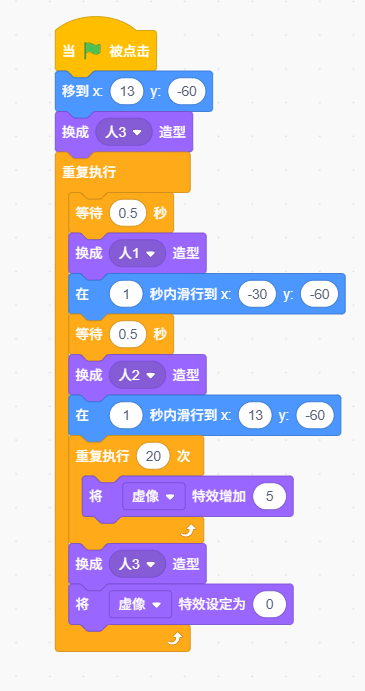 当 被点击
移到 x: 13 y: -60
换成 人3 造型
重复执行
等待 0.5 秒
换成 人1 造型
在 1 秒内滑行到 x: -30 y: -60
等待 0.5 秒
换成 人2 造型
在 1 秒内滑行到 x: 13 y: -60
重复执行 20 次
将 虚像 特效增加 5
换成 人3 造型
将 虚像 特效设定为 0